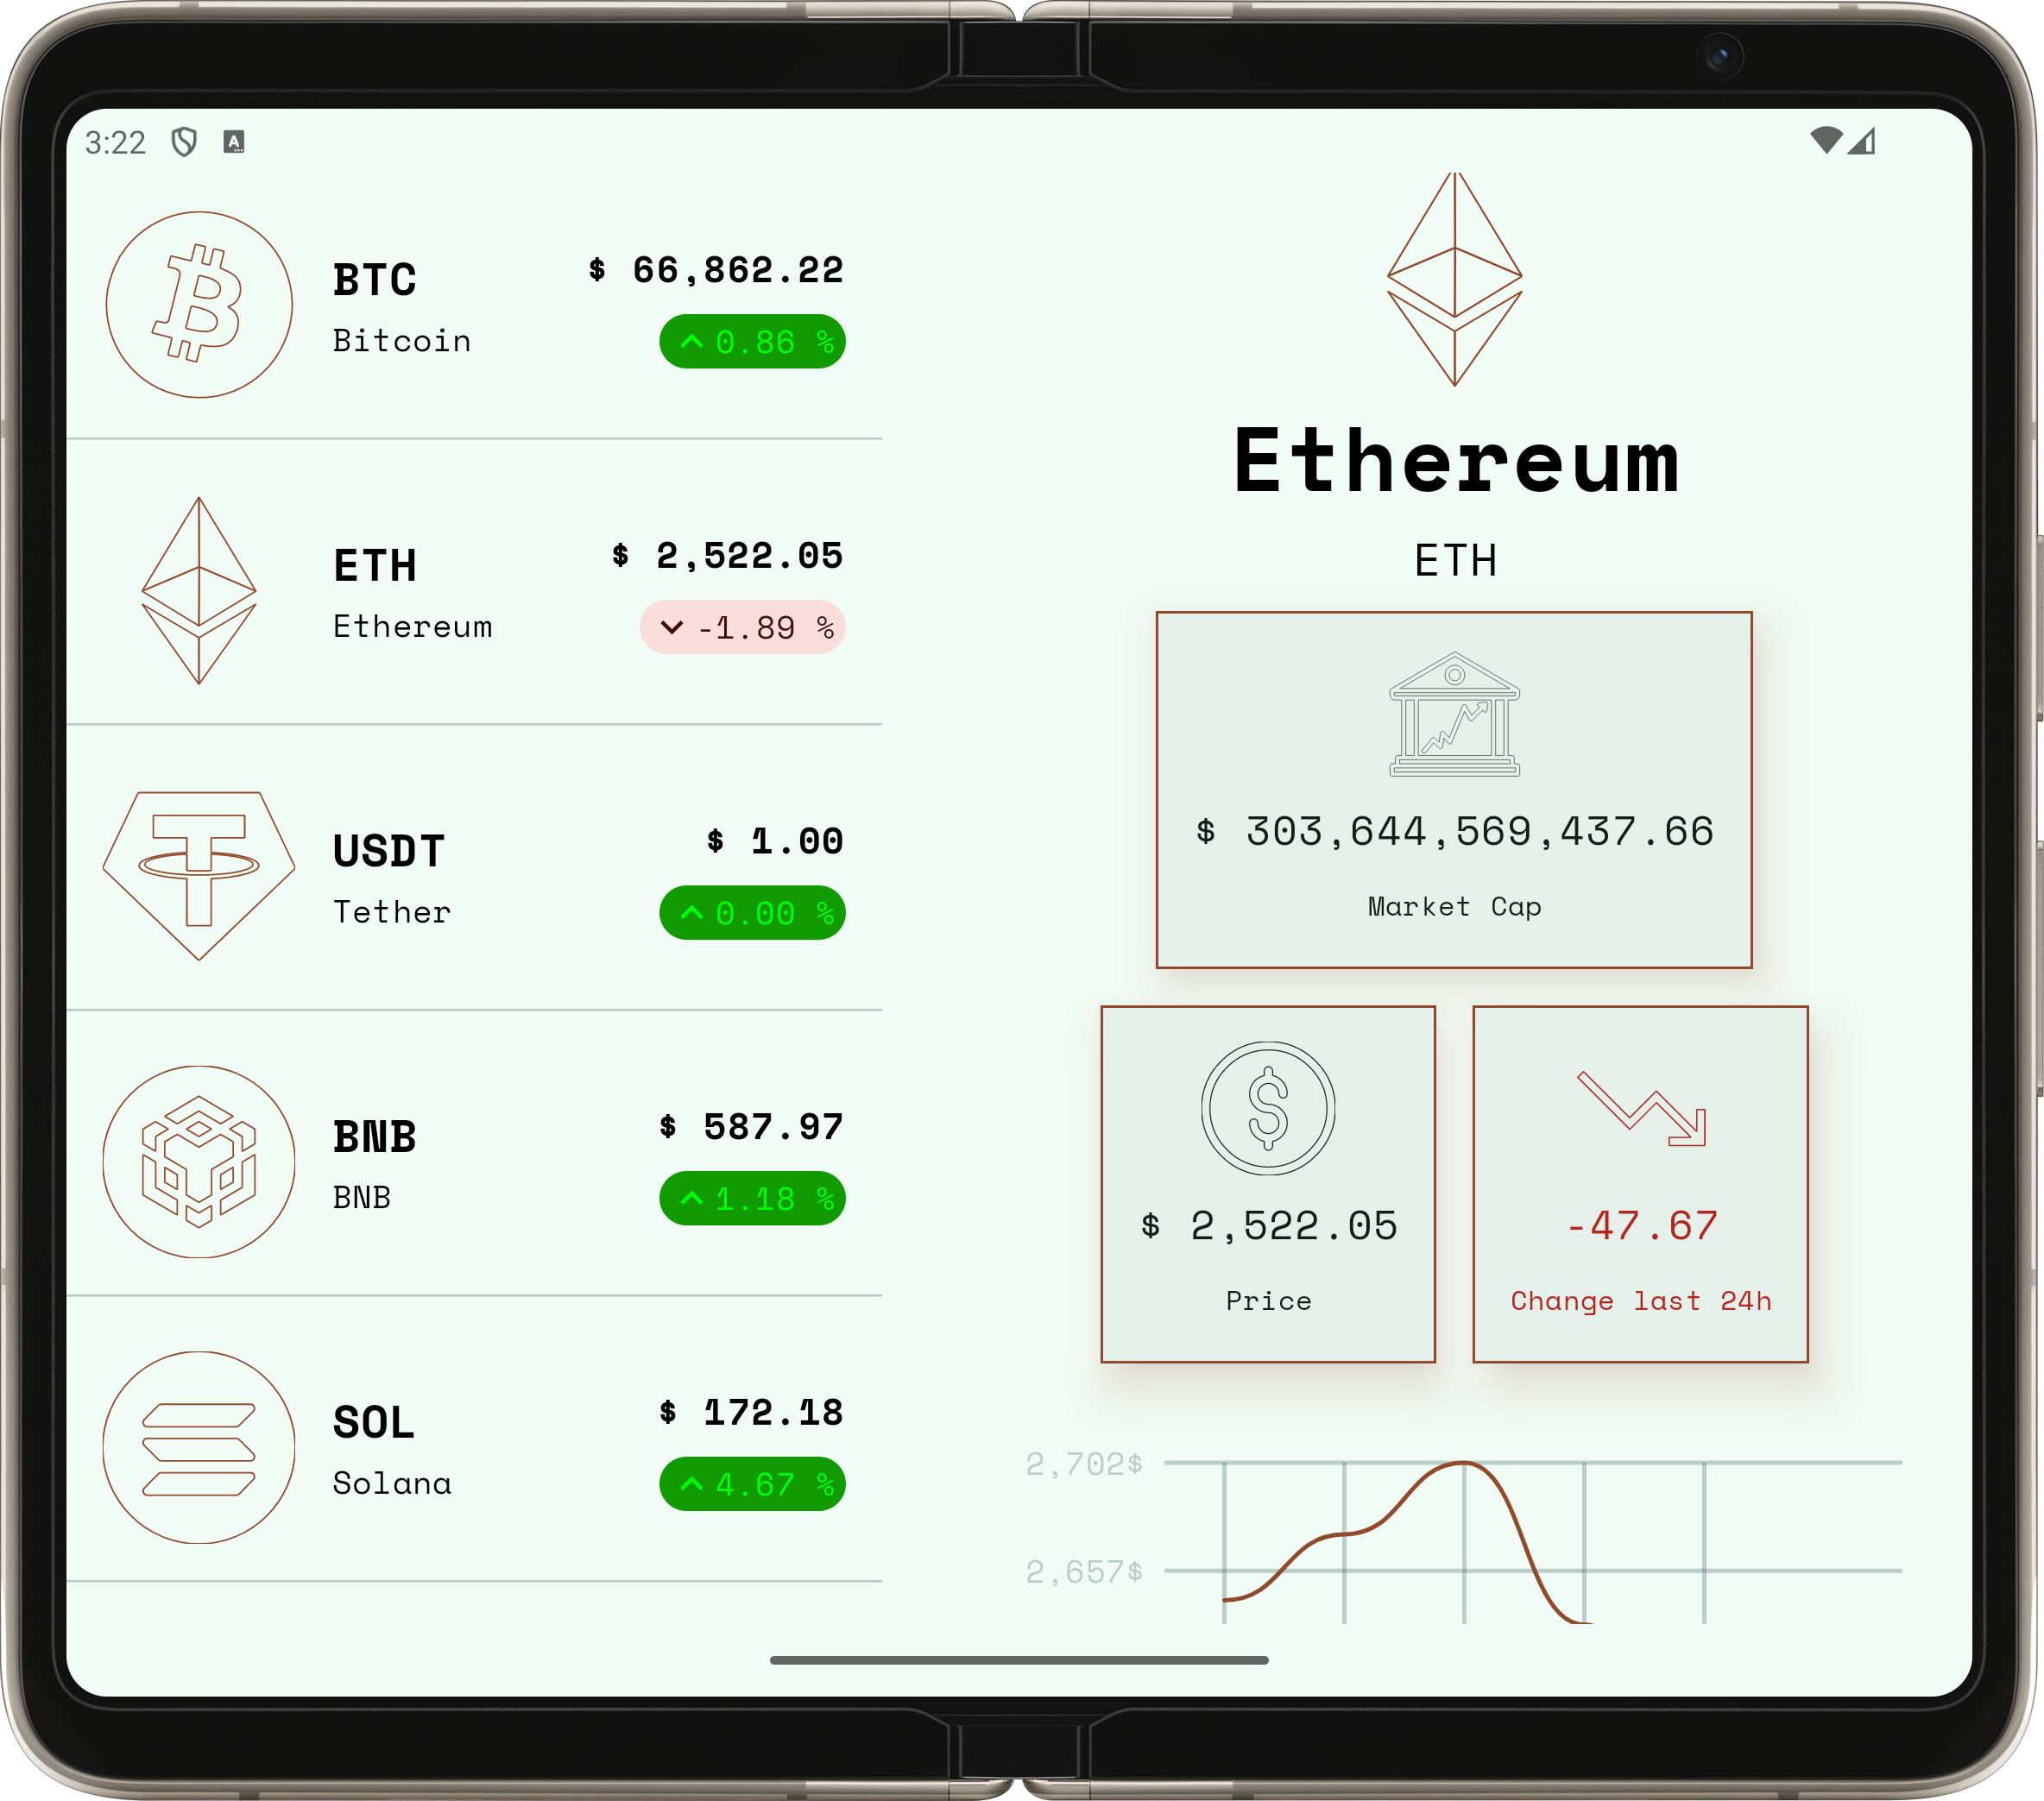 3:22
BTC
Bitcoin
$ 66,862.22
0.86 %
ETH
Ethereum
$ 2,522.05
-1.89 %
USDT
Tether
$ 1.00
0.00 %
BNB
BNB
$ 587.97
1.18 %
SOL
Solana
$ 172.18
4.67 %
Ethereum
ETH
$ 303,644,569,437.66
Market Cap
$ 2,522.05
Price
-47.67
Change last 24h
2,702$
2,657$